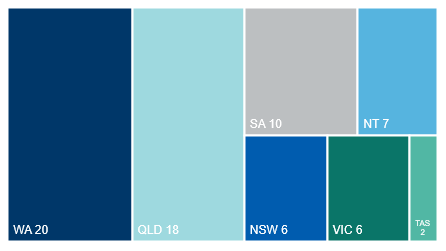 WA 20
QLD 18
SA 10
NT 7
NSW 6
VIC 6
TAS
2